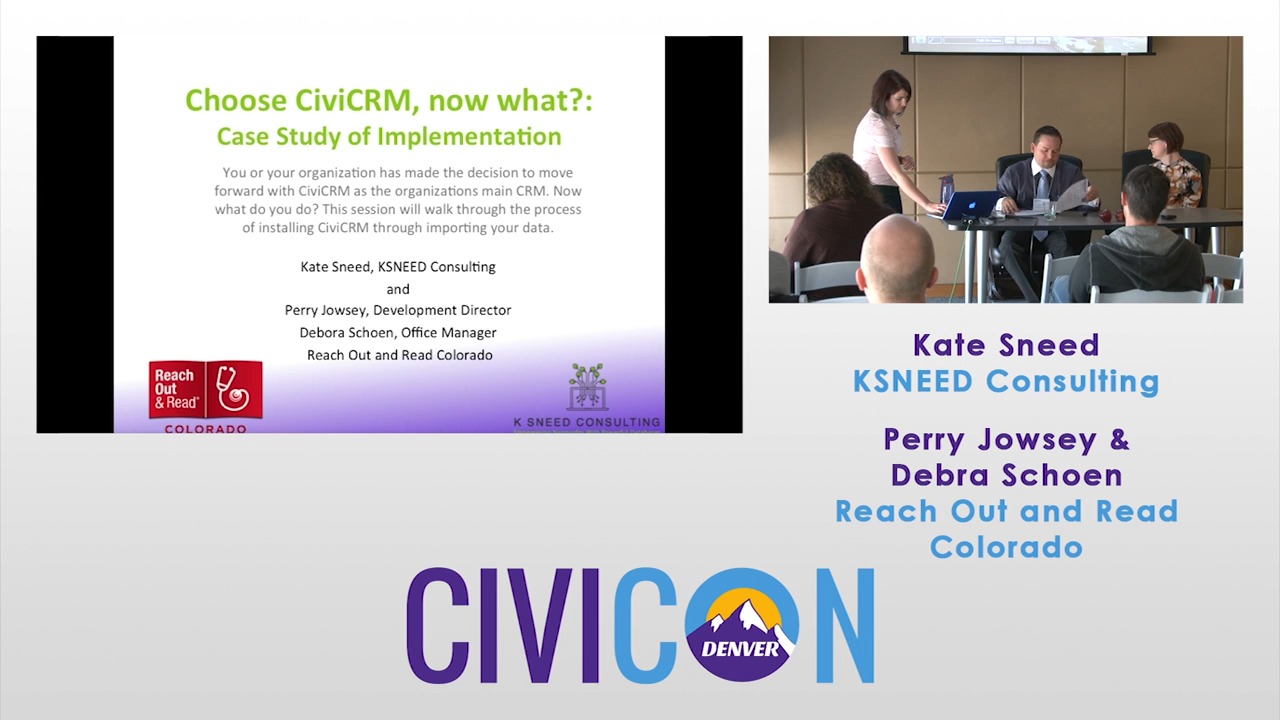 Choose CiviCRM, now what?:
Case Study of Implementation
You or your organization has made the decision to move
forward with CiviCRM as the organizations main CRM. Now
what do you do? This session will walk through the process
of installing CiviCRM through importing your data.
Kate Sneed, KSNEED Consulting
and
Perry Jowsey, Development Director
Debora Schoen, Office Manager
Reach Out and Read Colorado
Reach
Out
& Read®
COLORADO
K SNEED CONSULTING
Kate Sneed
KSNEED Consulting
Perry Jowsey &
Debra Schoen
Reach Out and Read
Colorado
CIVICON
DENVER